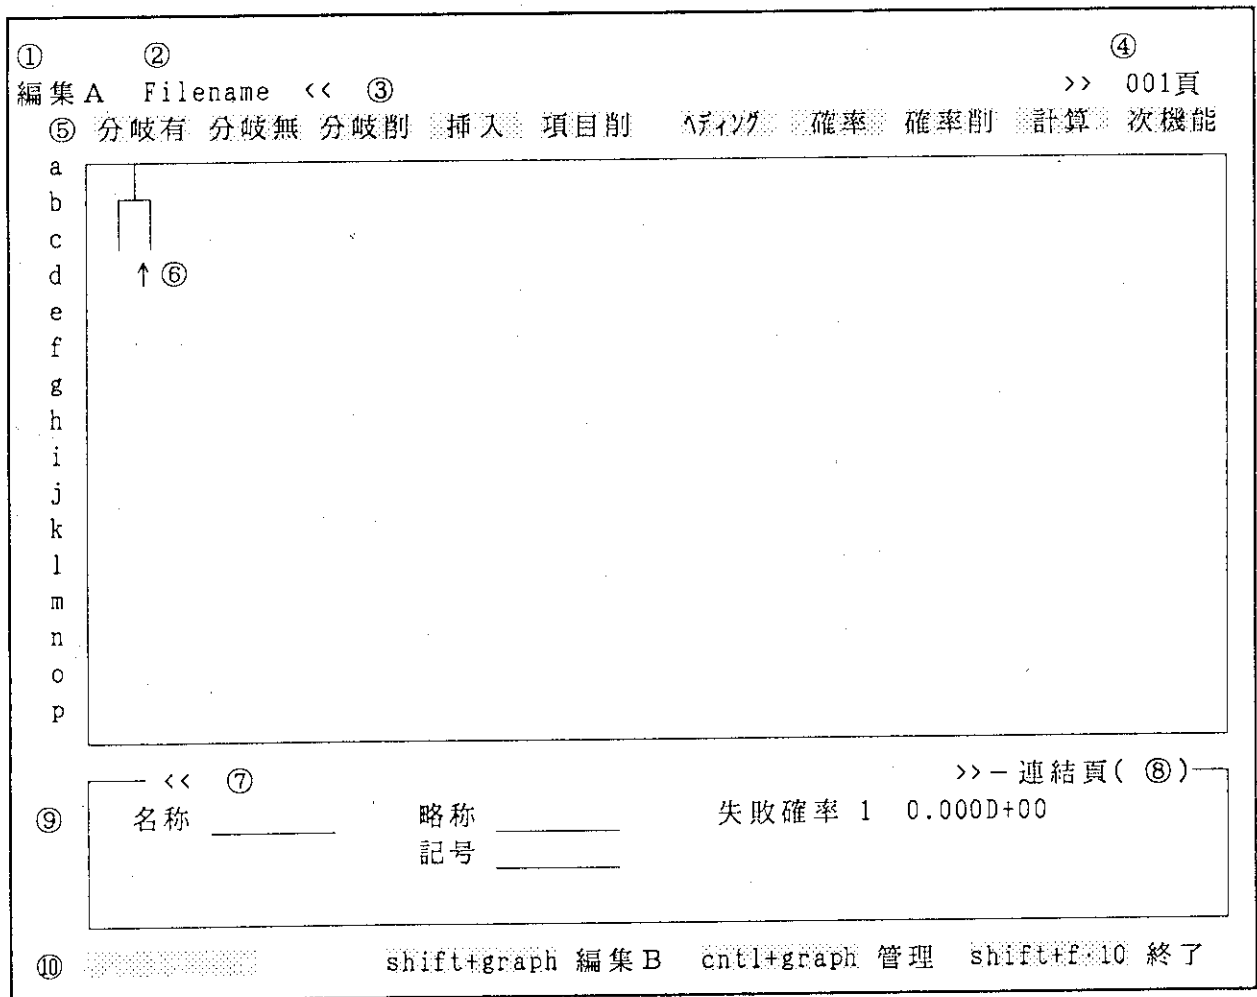 ① ② ④
編集A Filename << ③ >> 001頁
⑤ 分岐有 分岐無 分岐削 挿入 項目削 ヘディング 確率 確率削 計算 次機能
a
b
c
d ↑ ⑥
e
f
g
h
i
j
k
l
m
n
o
p
<< ⑦ >>－連結頁( ⑧ )
⑨ 名称 略称 失敗確率 1 0.000D+00
記号
⑩ shift+graph 編集B cntl+graph 管理 shift+f・10 終了